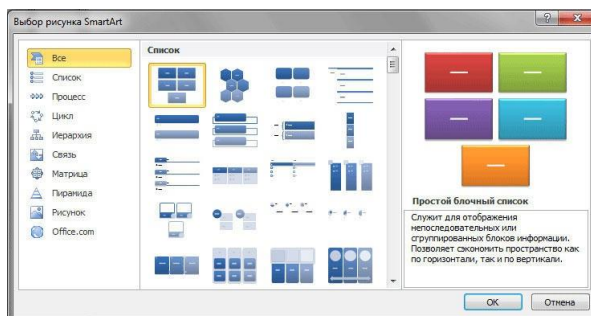 Выбор рисунка SmartArt
Все
Список
Процесс
Цикл
Иерархия
Связь
Матрица
Пирамида
Рисунок
Office.com
Список
Простой блочный список
Служит для отображения
непоследовательных или
сгруппированных блоков информации.
Позволяет сэкономить пространство как
по горизонтали, так и по вертикали.
ОК
Отмена